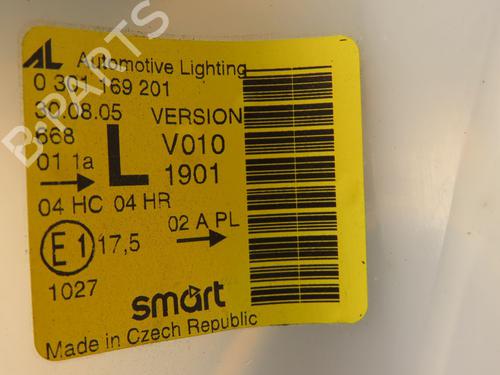 AL Automotive Lighting
0 301 169 201
30.08.05 VERSION
668 V010
01 1a L 1901
04 HC 04 HR
02 A PL
E1 17,5
1027
smart
Made in Czech Republic
BPARTS